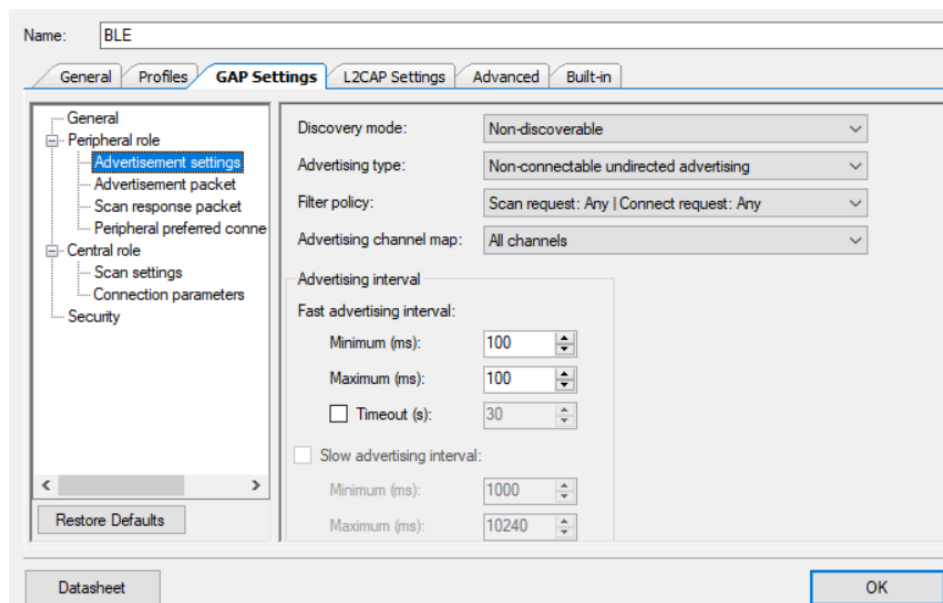 Name: BLE
General Profiles GAP Settings L2CAP Settings Advanced Built-in
General
Peripheral role
Advertisement settings
Advertisement packet
Scan response packet
Peripheral preferred conne
Central role
Scan settings
Connection parameters
Security
Restore Defaults
Discovery mode: Non-discoverable
Advertising type: Non-connectable undirected advertising
Filter policy: Scan request: Any | Connect request: Any
Advertising channel map: All channels
Advertising interval
Fast advertising interval:
Minimum (ms): 100
Maximum (ms): 100
Timeout (s): 30
Slow advertising interval:
Minimum (ms): 1000
Maximum (ms): 10240
Datasheet OK